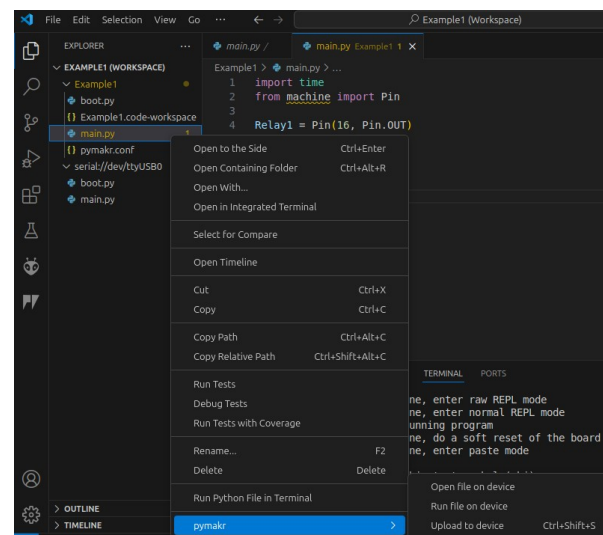 File Edit Selection View Go ··· Example1 (Workspace)
EXPLORER ···
EXAMPLE1 (WORKSPACE)
Example1
boot.py
{} Example1.code-workspace
main.py 1
{} pymakr.conf
serial://dev/ttyUSB0
boot.py
main.py
main.py / main.py Example1 1
Example1 > main.py > ...
1 import time
2 from machine import Pin
3
4 Relay1 = Pin(16, Pin.OUT)
Open to the Side Ctrl+Enter
Open Containing Folder Ctrl+Alt+R
Open With...
Open in Integrated Terminal
Select for Compare
Open Timeline
Cut Ctrl+X
Copy Ctrl+C
Copy Path Ctrl+Alt+C
Copy Relative Path Ctrl+Shift+Alt+C
Run Tests
Debug Tests
Run Tests with Coverage
Rename... F2
Delete Delete
Run Python File in Terminal
pymakr >
TERMINAL PORTS
ne, enter raw REPL mode
ne, enter normal REPL mode
unning program
ne, do a soft reset of the board
ne, enter paste mode
Open file on device
Run file on device
Upload to device Ctrl+Shift+S
> OUTLINE
> TIMELINE